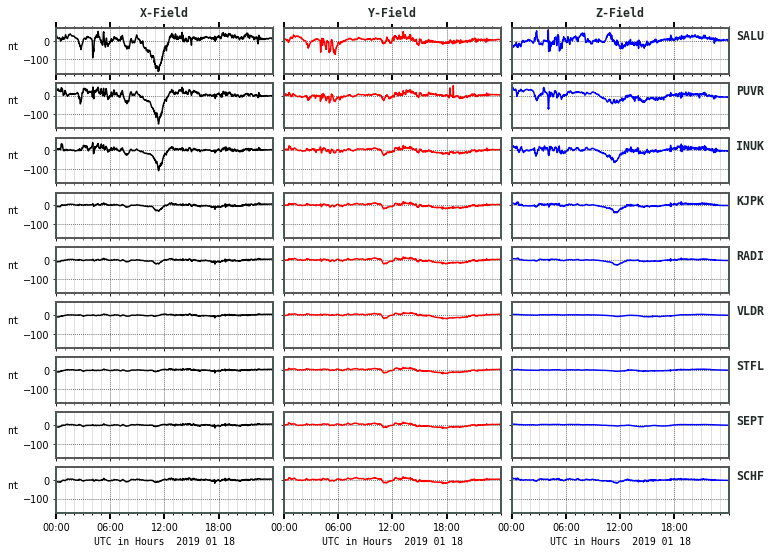 X-Field Y-Field Z-Field
nt 0 −100 SALU
nt 0 −100 PUVR
nt 0 −100 INUK
nt 0 −100 KJPK
nt 0 −100 RADI
nt 0 −100 VLDR
nt 0 −100 STFL
nt 0 −100 SEPT
nt 0 −100 SCHF
00:00 06:00 12:00 18:00 00:00 06:00 12:00 18:00 00:00 06:00 12:00 18:00
UTC in Hours 2019 01 18 UTC in Hours 2019 01 18 UTC in Hours 2019 01 18